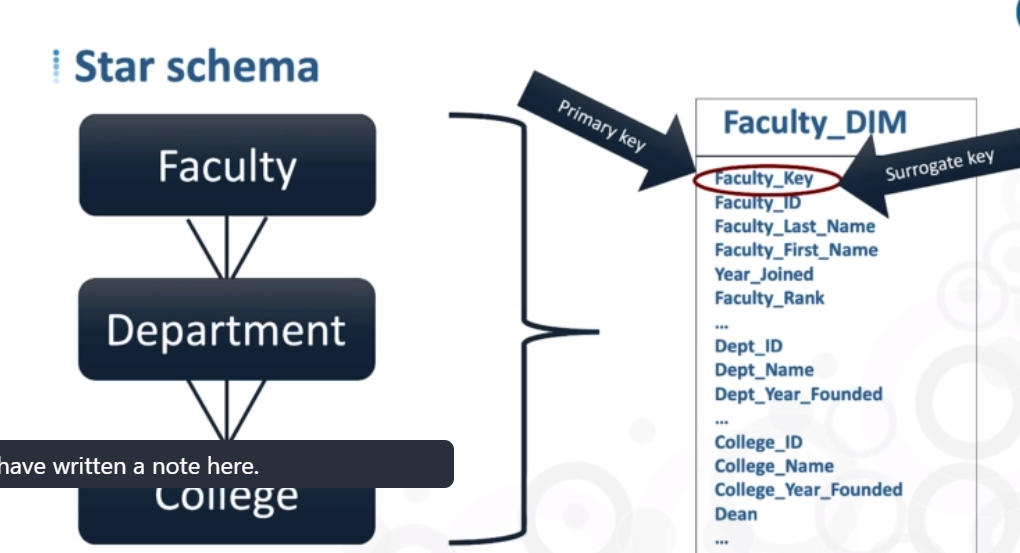 Star schema
Faculty
Department
have written a note here.
College
Primary key
Surrogate key
Faculty_DIM
Faculty_Key
Faculty_ID
Faculty_Last_Name
Faculty_First_Name
Year_Joined
Faculty_Rank
...
Dept_ID
Dept_Name
Dept_Year_Founded
...
College_ID
College_Name
College_Year_Founded
Dean
...